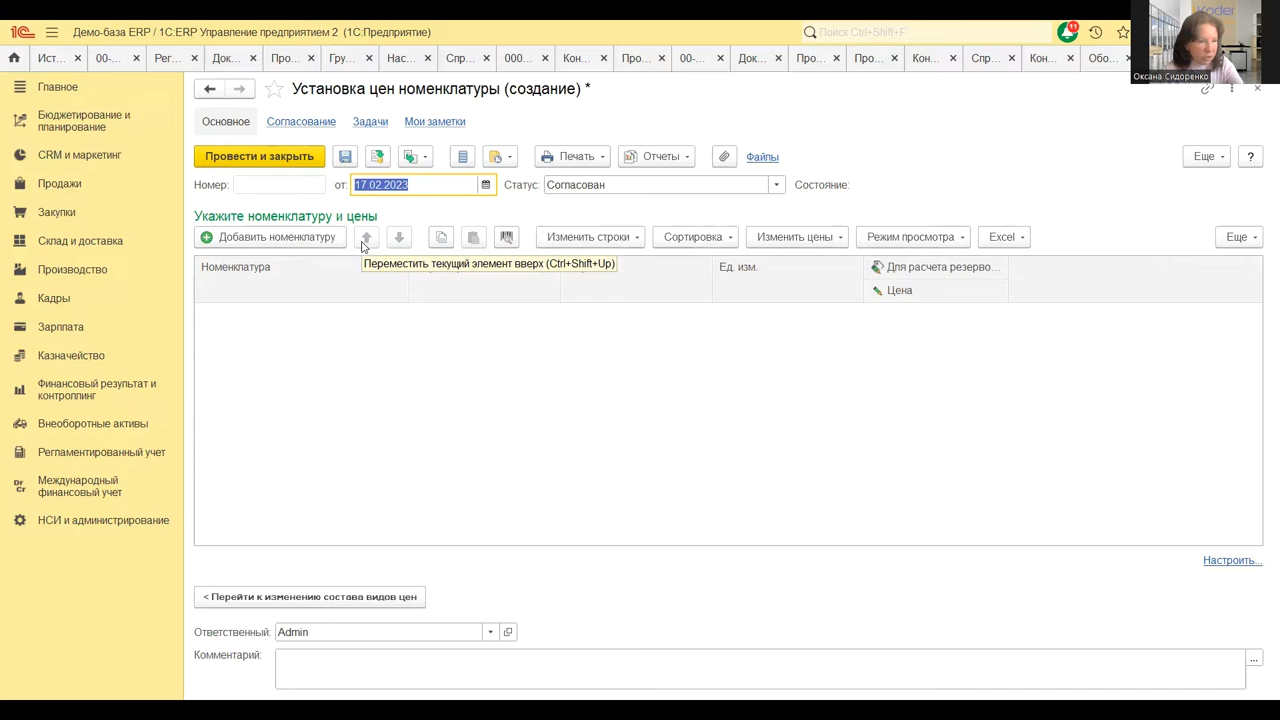 Демо-база ERP / 1С:ERP Управление предприятием 2 (1С:Предприятие)
Поиск Ctrl+Shift+F
11
Koder
Оксана Сидоренко
Ист...
00-...
Рег...
Док...
Про...
Гру...
Нас...
Спр...
000...
Кон...
Про...
00-...
Док...
Про...
Про...
Кон...
Спр...
Кон...
Обо...
Главное
Бюджетирование и
планирование
CRM и маркетинг
Продажи
Закупки
Склад и доставка
Производство
Кадры
Зарплата
Казначейство
Финансовый результат и
контроллинг
Внеоборотные активы
Регламентированный учет
Международный
финансовый учет
НСИ и администрирование
Установка цен номенклатуры (создание) *
Основное Согласование Задачи Мои заметки
Провести и закрыть Печать Отчеты Файлы Еще ?
Номер: от: 17.02.2023 Статус: Согласован Состояние:
Укажите номенклатуру и цены
Добавить номенклатуру Изменить строки Сортировка Изменить цены Режим просмотра Excel Еще
Переместить текущий элемент вверх (Ctrl+Shift+Up)
Номенклатура Ед. изм. Для расчета резерво...
Цена
Настроить...
< Перейти к изменению состава видов цен
Ответственный: Admin
Комментарий:
...